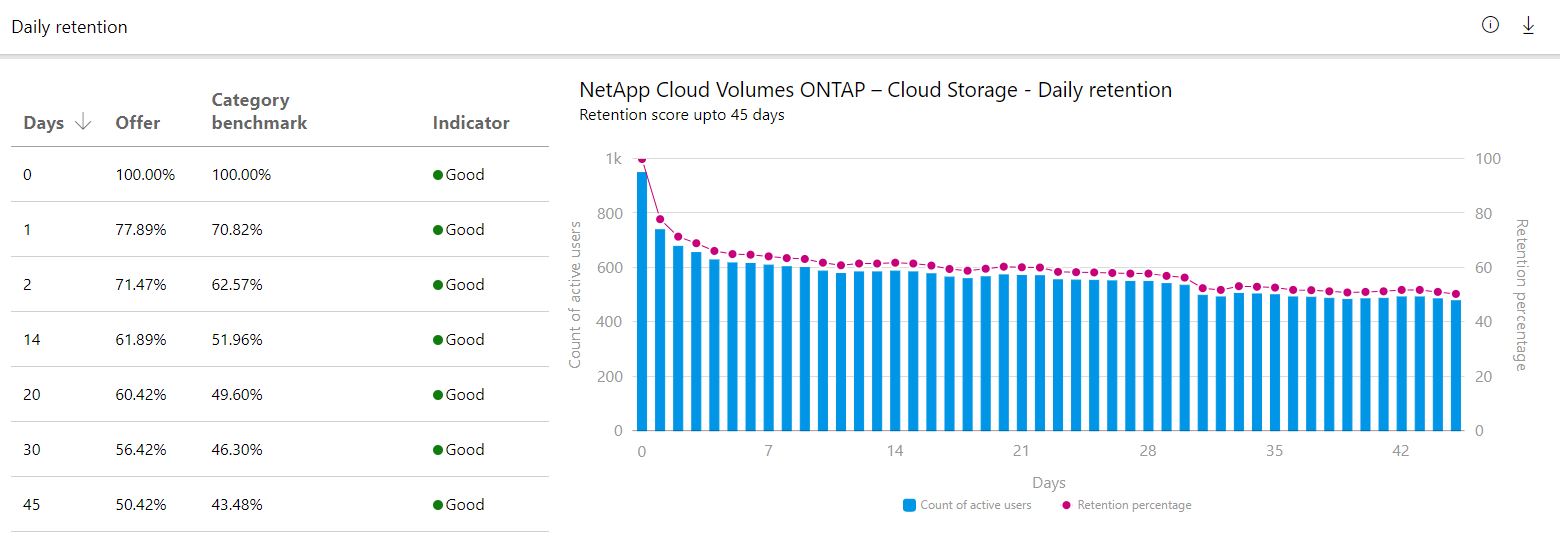 Daily retention
Days Offer Category benchmark Indicator
0 100.00% 100.00% Good
1 77.89% 70.82% Good
2 71.47% 62.57% Good
14 61.89% 51.96% Good
20 60.42% 49.60% Good
30 56.42% 46.30% Good
45 50.42% 43.48% Good
NetApp Cloud Volumes ONTAP – Cloud Storage - Daily retention
Retention score upto 45 days
Count of active users
1k
800
600
400
200
0
100
80
60
40
20
0
Retention percentage
0 7 14 21 28 35 42
Days
Count of active users Retention percentage